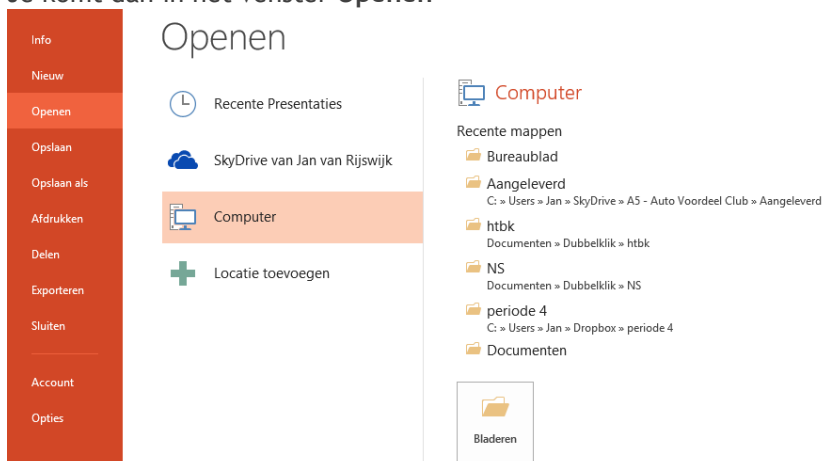 Je komt dan in het venster Openen
Info
Nieuw
Openen
Opslaan
Opslaan als
Afdrukken
Delen
Exporteren
Sluiten
Account
Opties
Openen
Recente Presentaties
SkyDrive van Jan van Rijswijk
Computer
Locatie toevoegen
Computer
Recente mappen
Bureaublad
Aangeleverd
C: » Users » Jan » SkyDrive » A5 - Auto Voordeel Club » Aangeleverd
htbk
Documenten » Dubbelklik » htbk
NS
Documenten » Dubbelklik » NS
periode 4
C: » Users » Jan » Dropbox » periode 4
Documenten
Bladeren